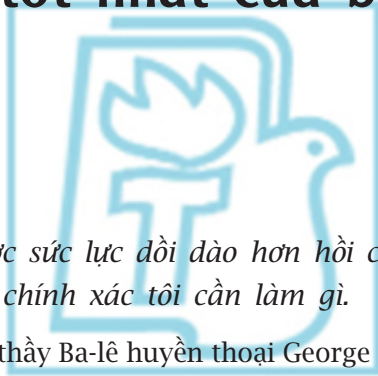 tốt nhất của b
ợc sức lực dồi dào hơn hồi c
chính xác tôi cần làm gì.
thầy Ba-lê huyền thoại George